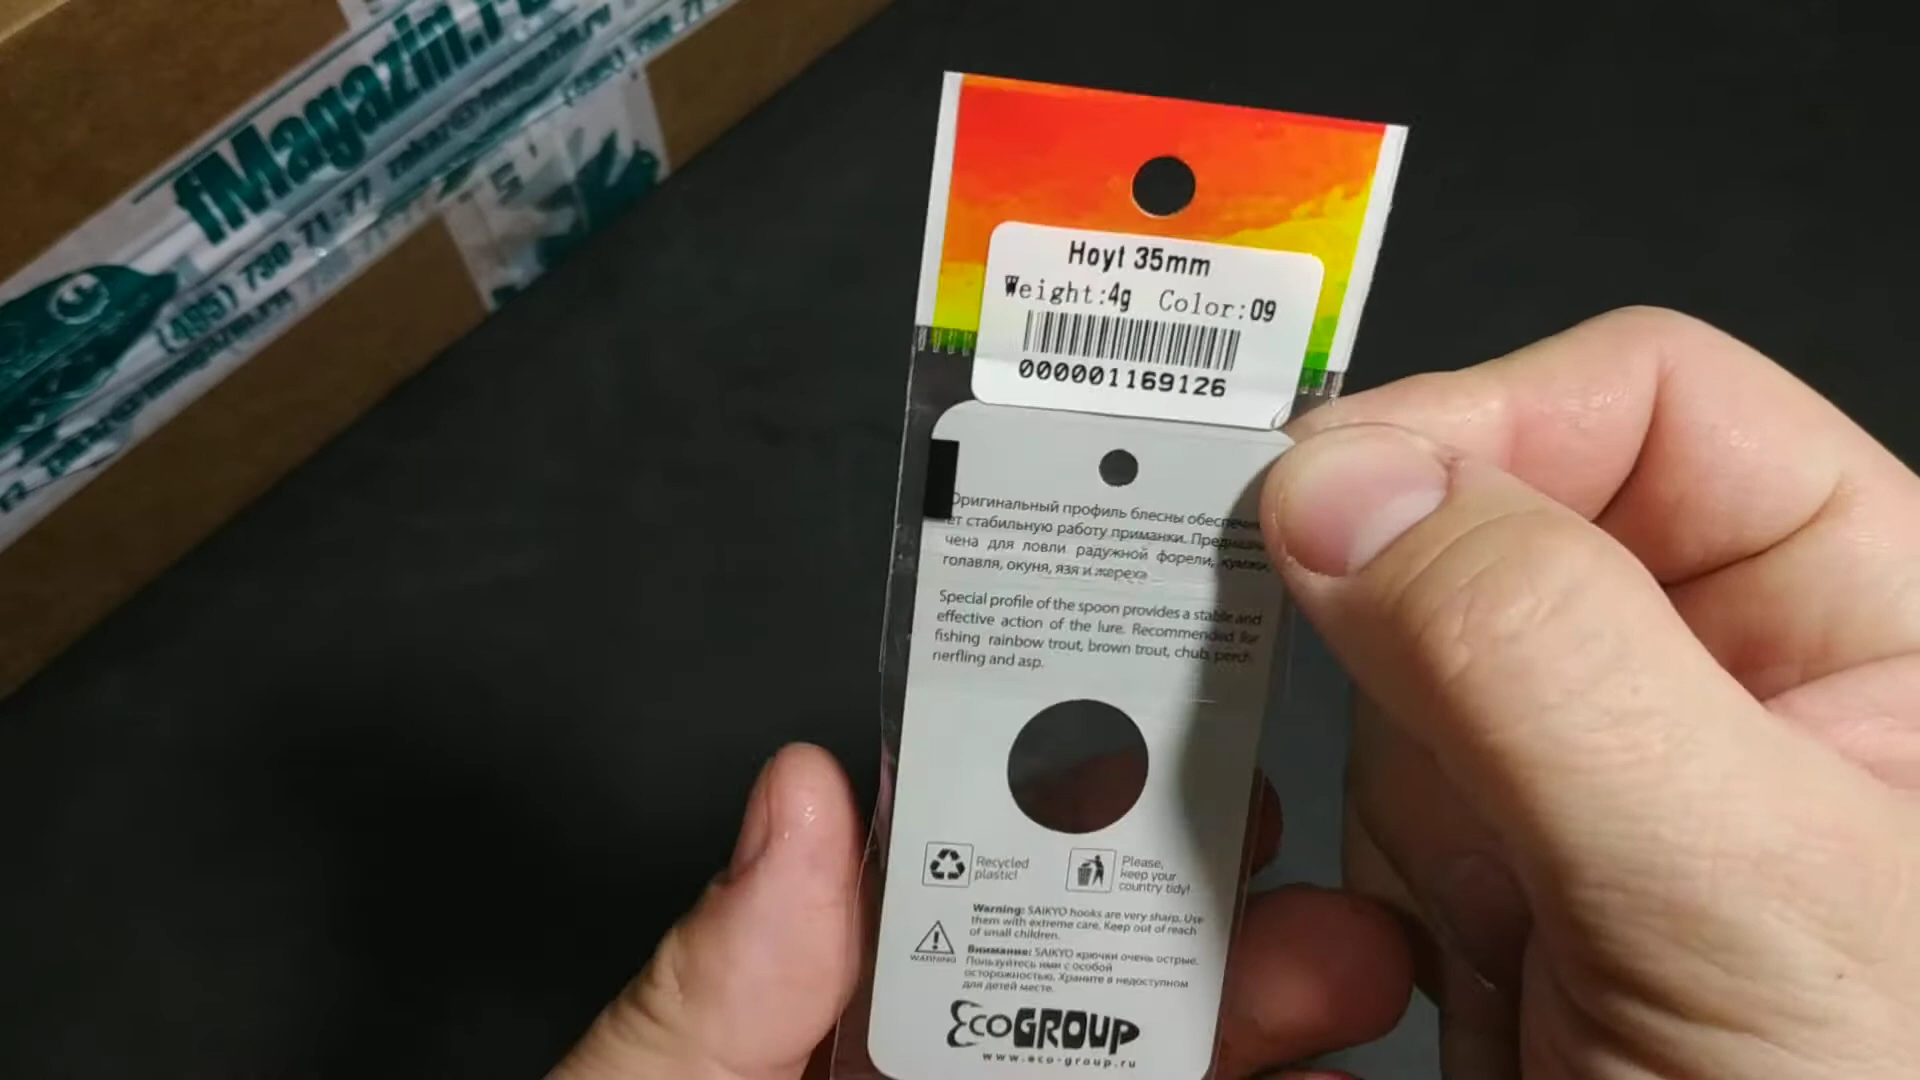 fMagazin.r
(495) 730-71-77
Hoyt 35mm
Weight:4g Color:09
000001169126
Оригинальный профиль блесны
ет стабильную работу приманки.
чена для ловли радужной форели, кумжи,
голавля, окуня, язя и жереха
Special profile of the spoon provides a stable and
effective action of the lure. Recommended for
fishing rainbow trout, brown trout, chub, perch,
nerfling and asp.
Recycled
plastic!
Please,
keep your
country tidy!
Warning: SAIKYO hooks are very sharp. Use
them with extreme care. Keep out of reach
of small children.
WARNING
Внимание: SAIKYO крючки очень острые.
Пользуйтесь ими с особой
осторожностью. Храните в недоступном
для детей месте.
EcoGROUP
www.eco-group.ru